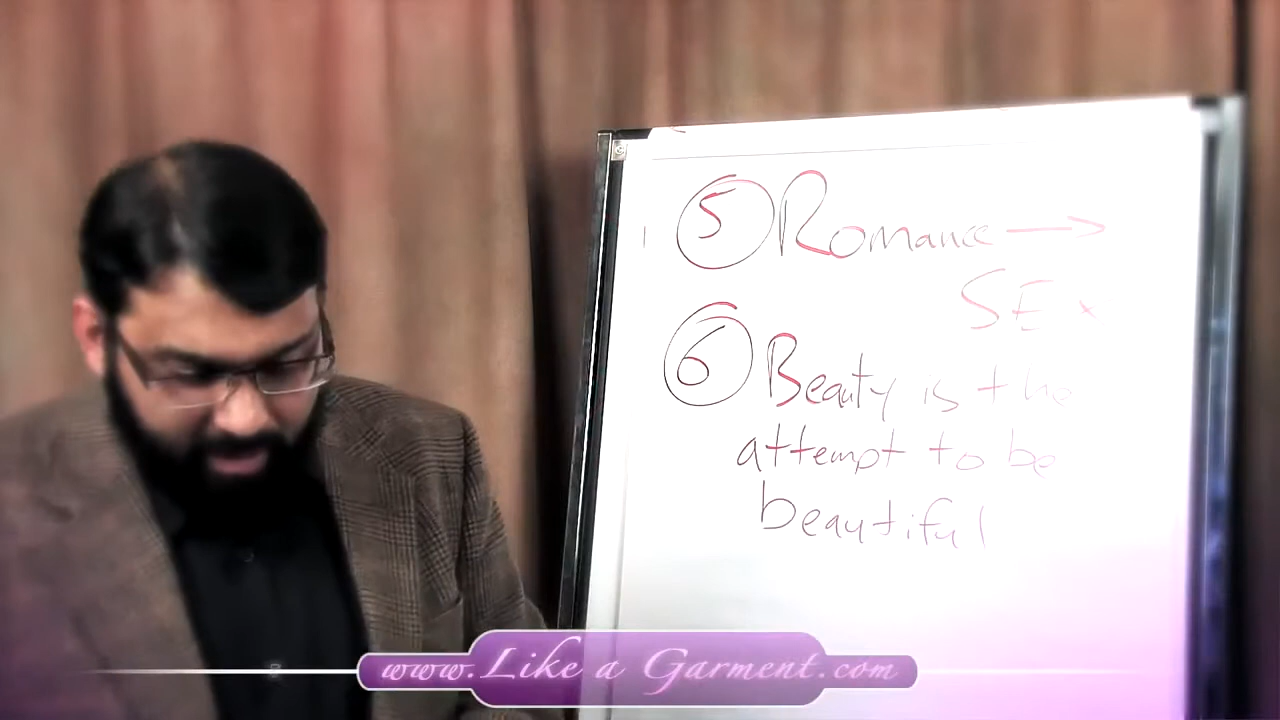 5 Romance →
SEx
6 Beauty is the
attempt to be
beautiful
www.Like a Garment.com